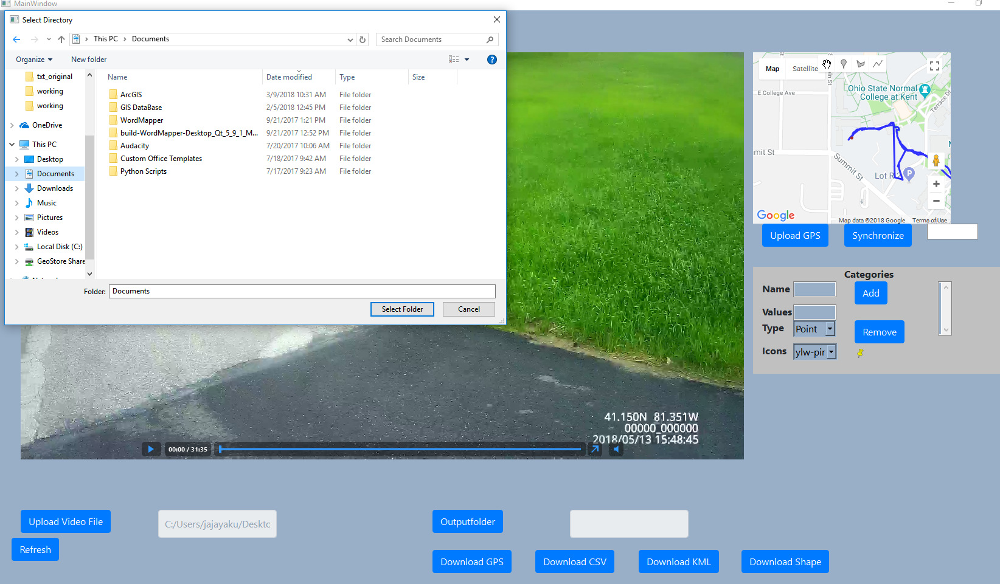 MainWindow
Select Directory
This PC > Documents
Search Documents
Organize
New folder
?
txt_original
working
working
OneDrive
This PC
Desktop
Documents
Downloads
Music
Pictures
Videos
Local Disk (C:)
GeoStore Share
Name Date modified Type Size
ArcGIS 3/9/2018 10:31 AM File folder
GIS DataBase 2/5/2018 12:45 PM File folder
WordMapper 9/21/2017 1:21 PM File folder
build-WordMapper-Desktop_Qt_5_9_1_M... 9/21/2017 12:52 PM File folder
Audacity 7/20/2017 10:06 AM File folder
Custom Office Templates 7/18/2017 9:42 AM File folder
Python Scripts 7/17/2017 9:23 AM File folder
Folder: Documents
Select Folder
Cancel
41.150N 81.351W
00000_000000
2018/05/13 15:48:45
00:00 / 31:35
Map
Satellite
E College Ave
Ohio State Normal
College at Kent
Terrace Dr
mit St
Summit St
Lot R
P
+
−
Google
Map data ©2018 Google
Terms of Use
Upload GPS
Synchronize
Categories
Name
Add
Values
Type
Point
Remove
Icons
ylw-pir
Upload Video File
C:/Users/jajayaku/Desktc
Outputfolder
Refresh
Download GPS
Download CSV
Download KML
Download Shape